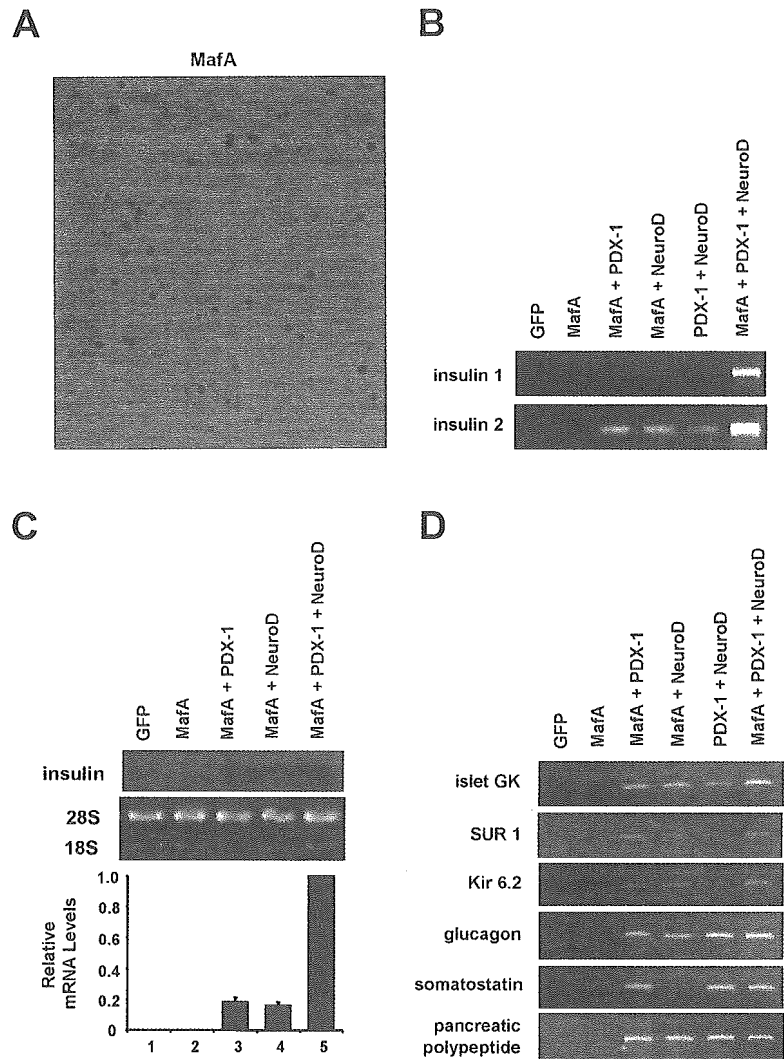 A
MafA
B
GFP
MafA
MafA + PDX-1
MafA + NeuroD
PDX-1 + NeuroD
MafA + PDX-1 + NeuroD
insulin 1
insulin 2
C
GFP
MafA
MafA + PDX-1
MafA + NeuroD
MafA + PDX-1 + NeuroD
insulin
28S
18S
Relative
mRNA Levels
1.0
0.8
0.6
0.4
0.2
0
1 2 3 4 5
D
GFP
MafA
MafA + PDX-1
MafA + NeuroD
PDX-1 + NeuroD
MafA + PDX-1 + NeuroD
islet GK
SUR 1
Kir 6.2
glucagon
somatostatin
pancreatic
polypeptide